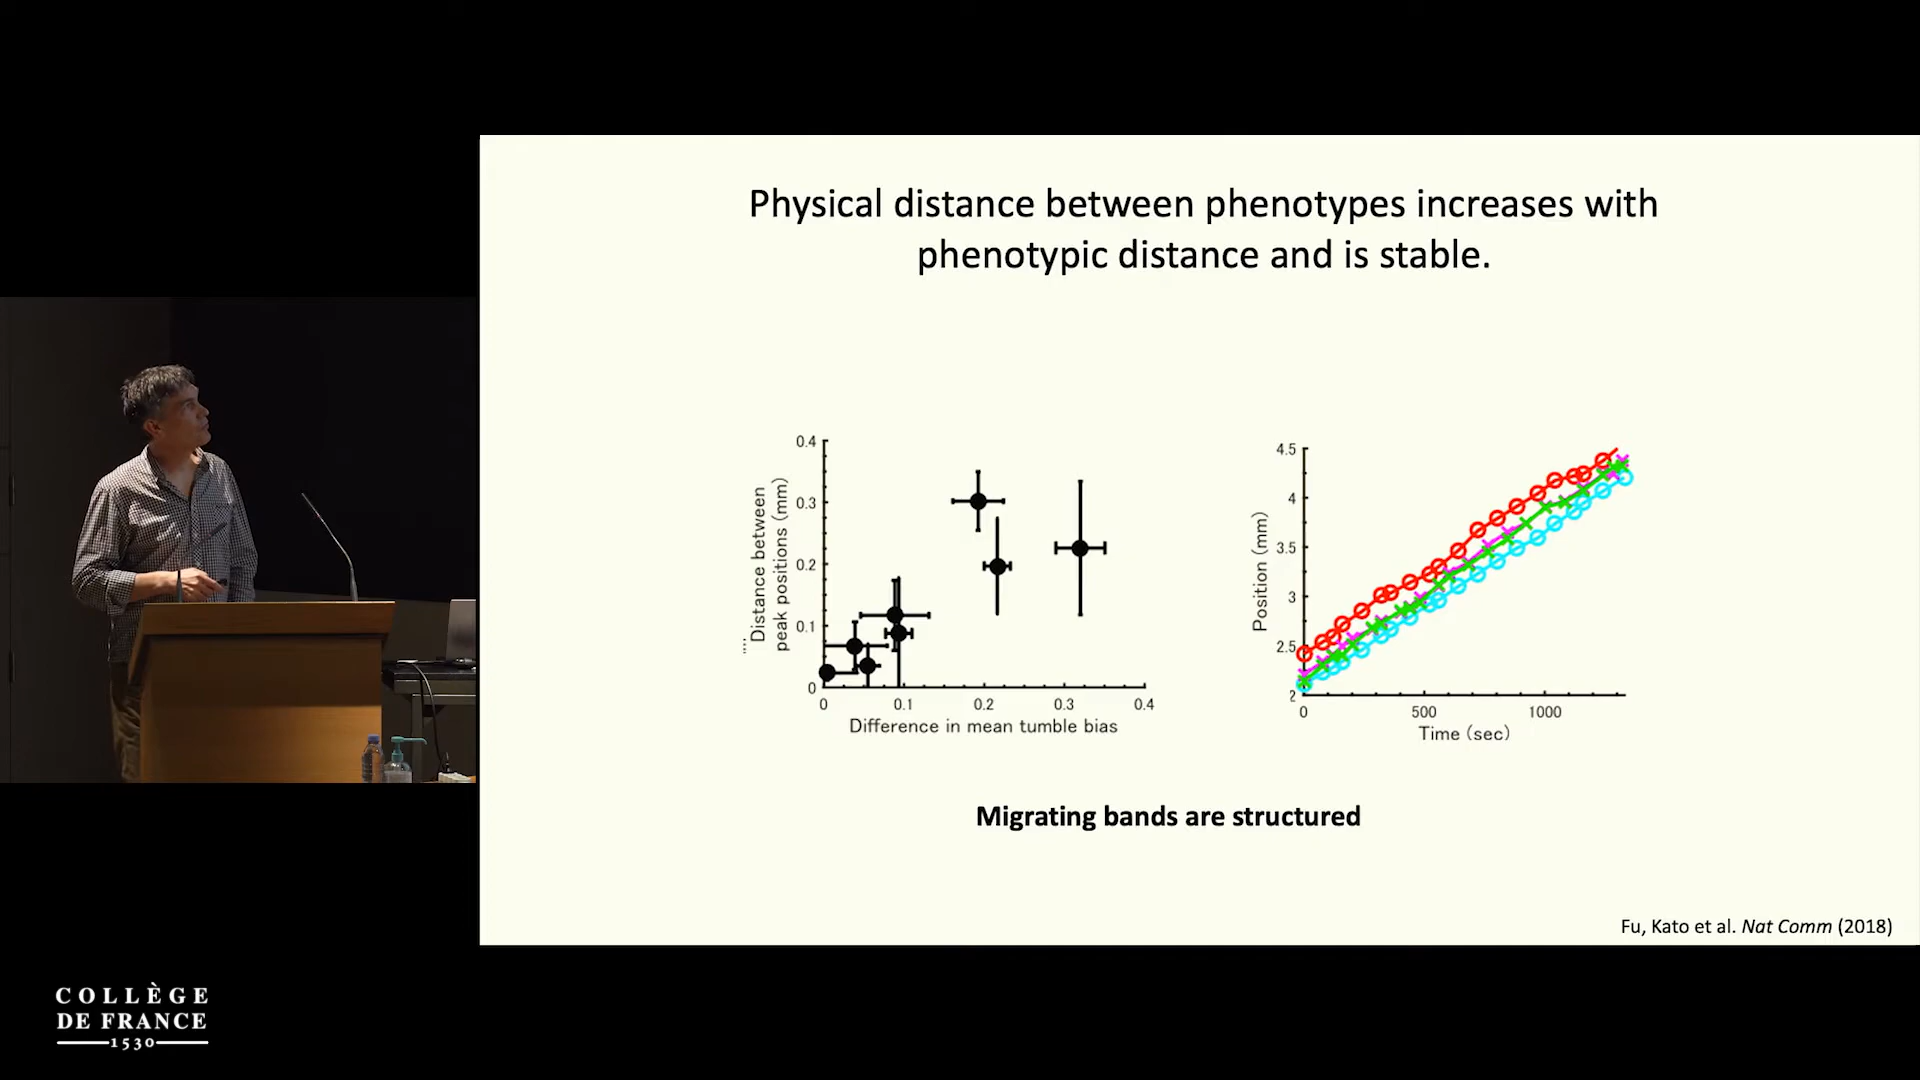 Physical distance between phenotypes increases with
phenotypic distance and is stable.
Distance between
peak positions (mm)
0.4
0.3
0.2
0.1
0
0
0.1
0.2
0.3
0.4
Difference in mean tumble bias
Position (mm)
4.5
4
3.5
3
2.5
2
0
500
1000
Time (sec)
Migrating bands are structured
Fu, Kato et al. Nat Comm (2018)
COLLÈGE
DE FRANCE
1530